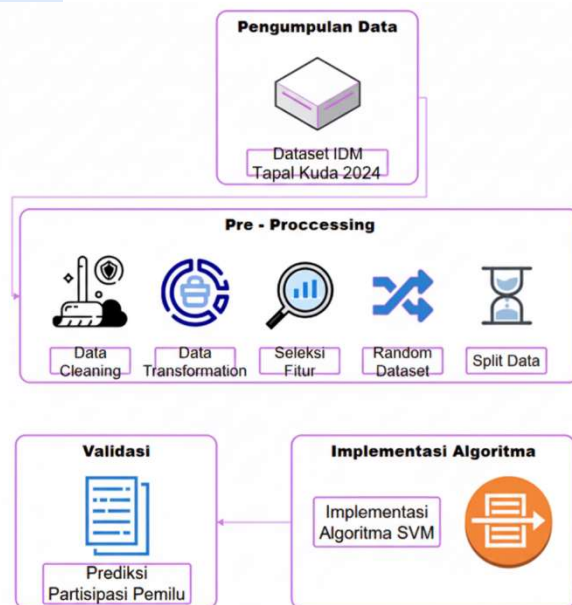 Pengumpulan Data
Dataset IDM
Tapal Kuda 2024
Pre - Proccessing
Data
Cleaning
Data
Transformation
Seleksi
Fitur
Random
Dataset
Split Data
Validasi
Prediksi
Partisipasi Pemilu
Implementasi Algoritma
Implementasi
Algoritma SVM